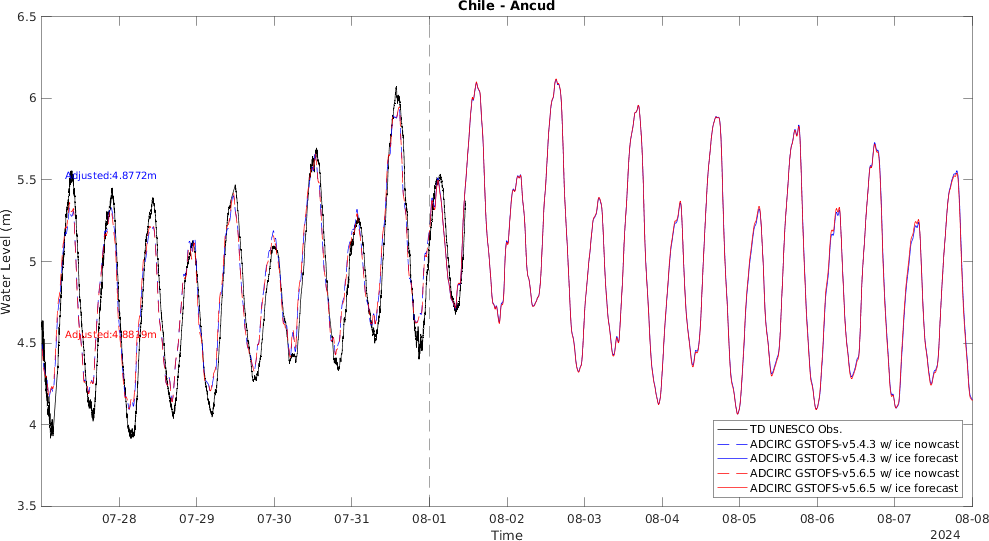 Chile - Ancud
6.5
6
5.5
5
4.5
4
3.5
Water Level (m)
Adjusted:4.8772m
Adjusted:4.8819m
07-28
07-29
07-30
07-31
08-01
08-02
08-03
08-04
08-05
08-06
08-07
08-08
Time
2024
TD UNESCO Obs.
ADCIRC GSTOFS-v5.4.3 w/ ice nowcast
ADCIRC GSTOFS-v5.4.3 w/ ice forecast
ADCIRC GSTOFS-v5.6.5 w/ ice nowcast
ADCIRC GSTOFS-v5.6.5 w/ ice forecast